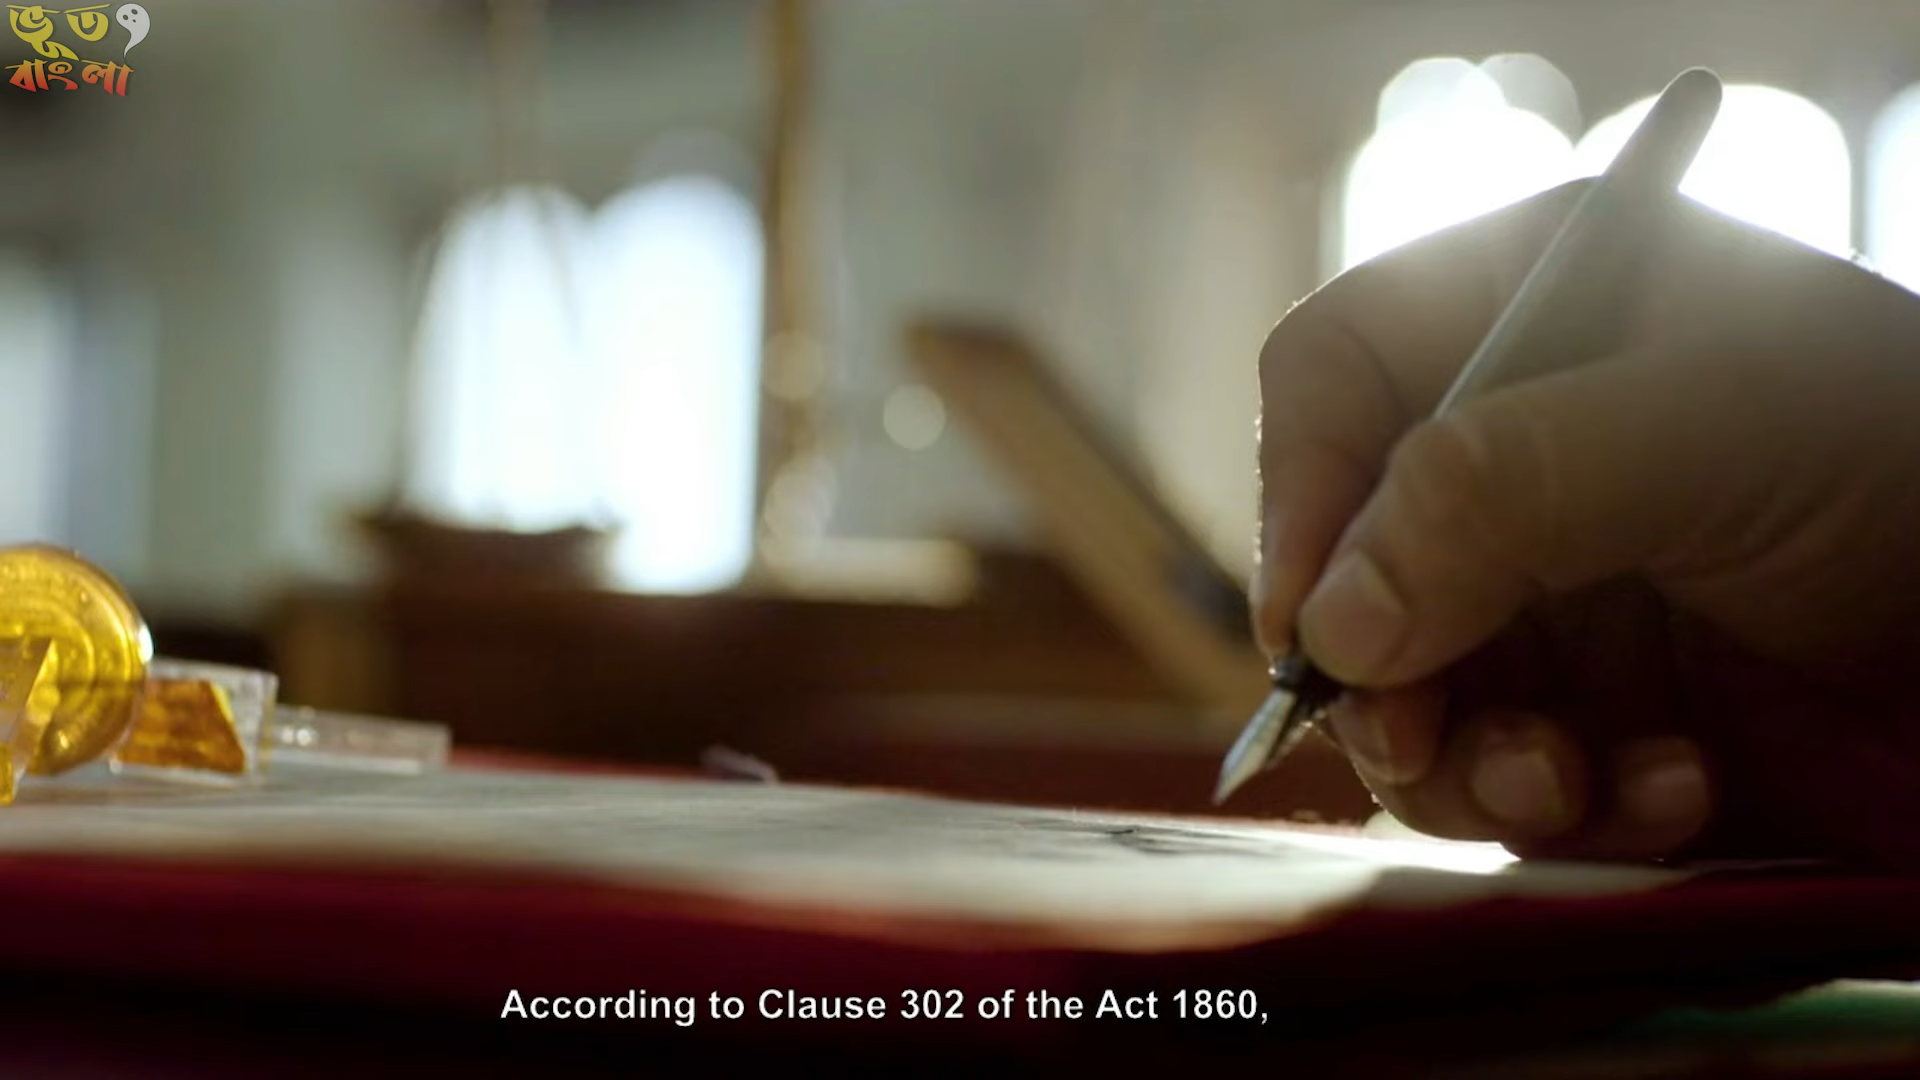 ভূত
বাংলা
According to Clause 302 of the Act 1860,